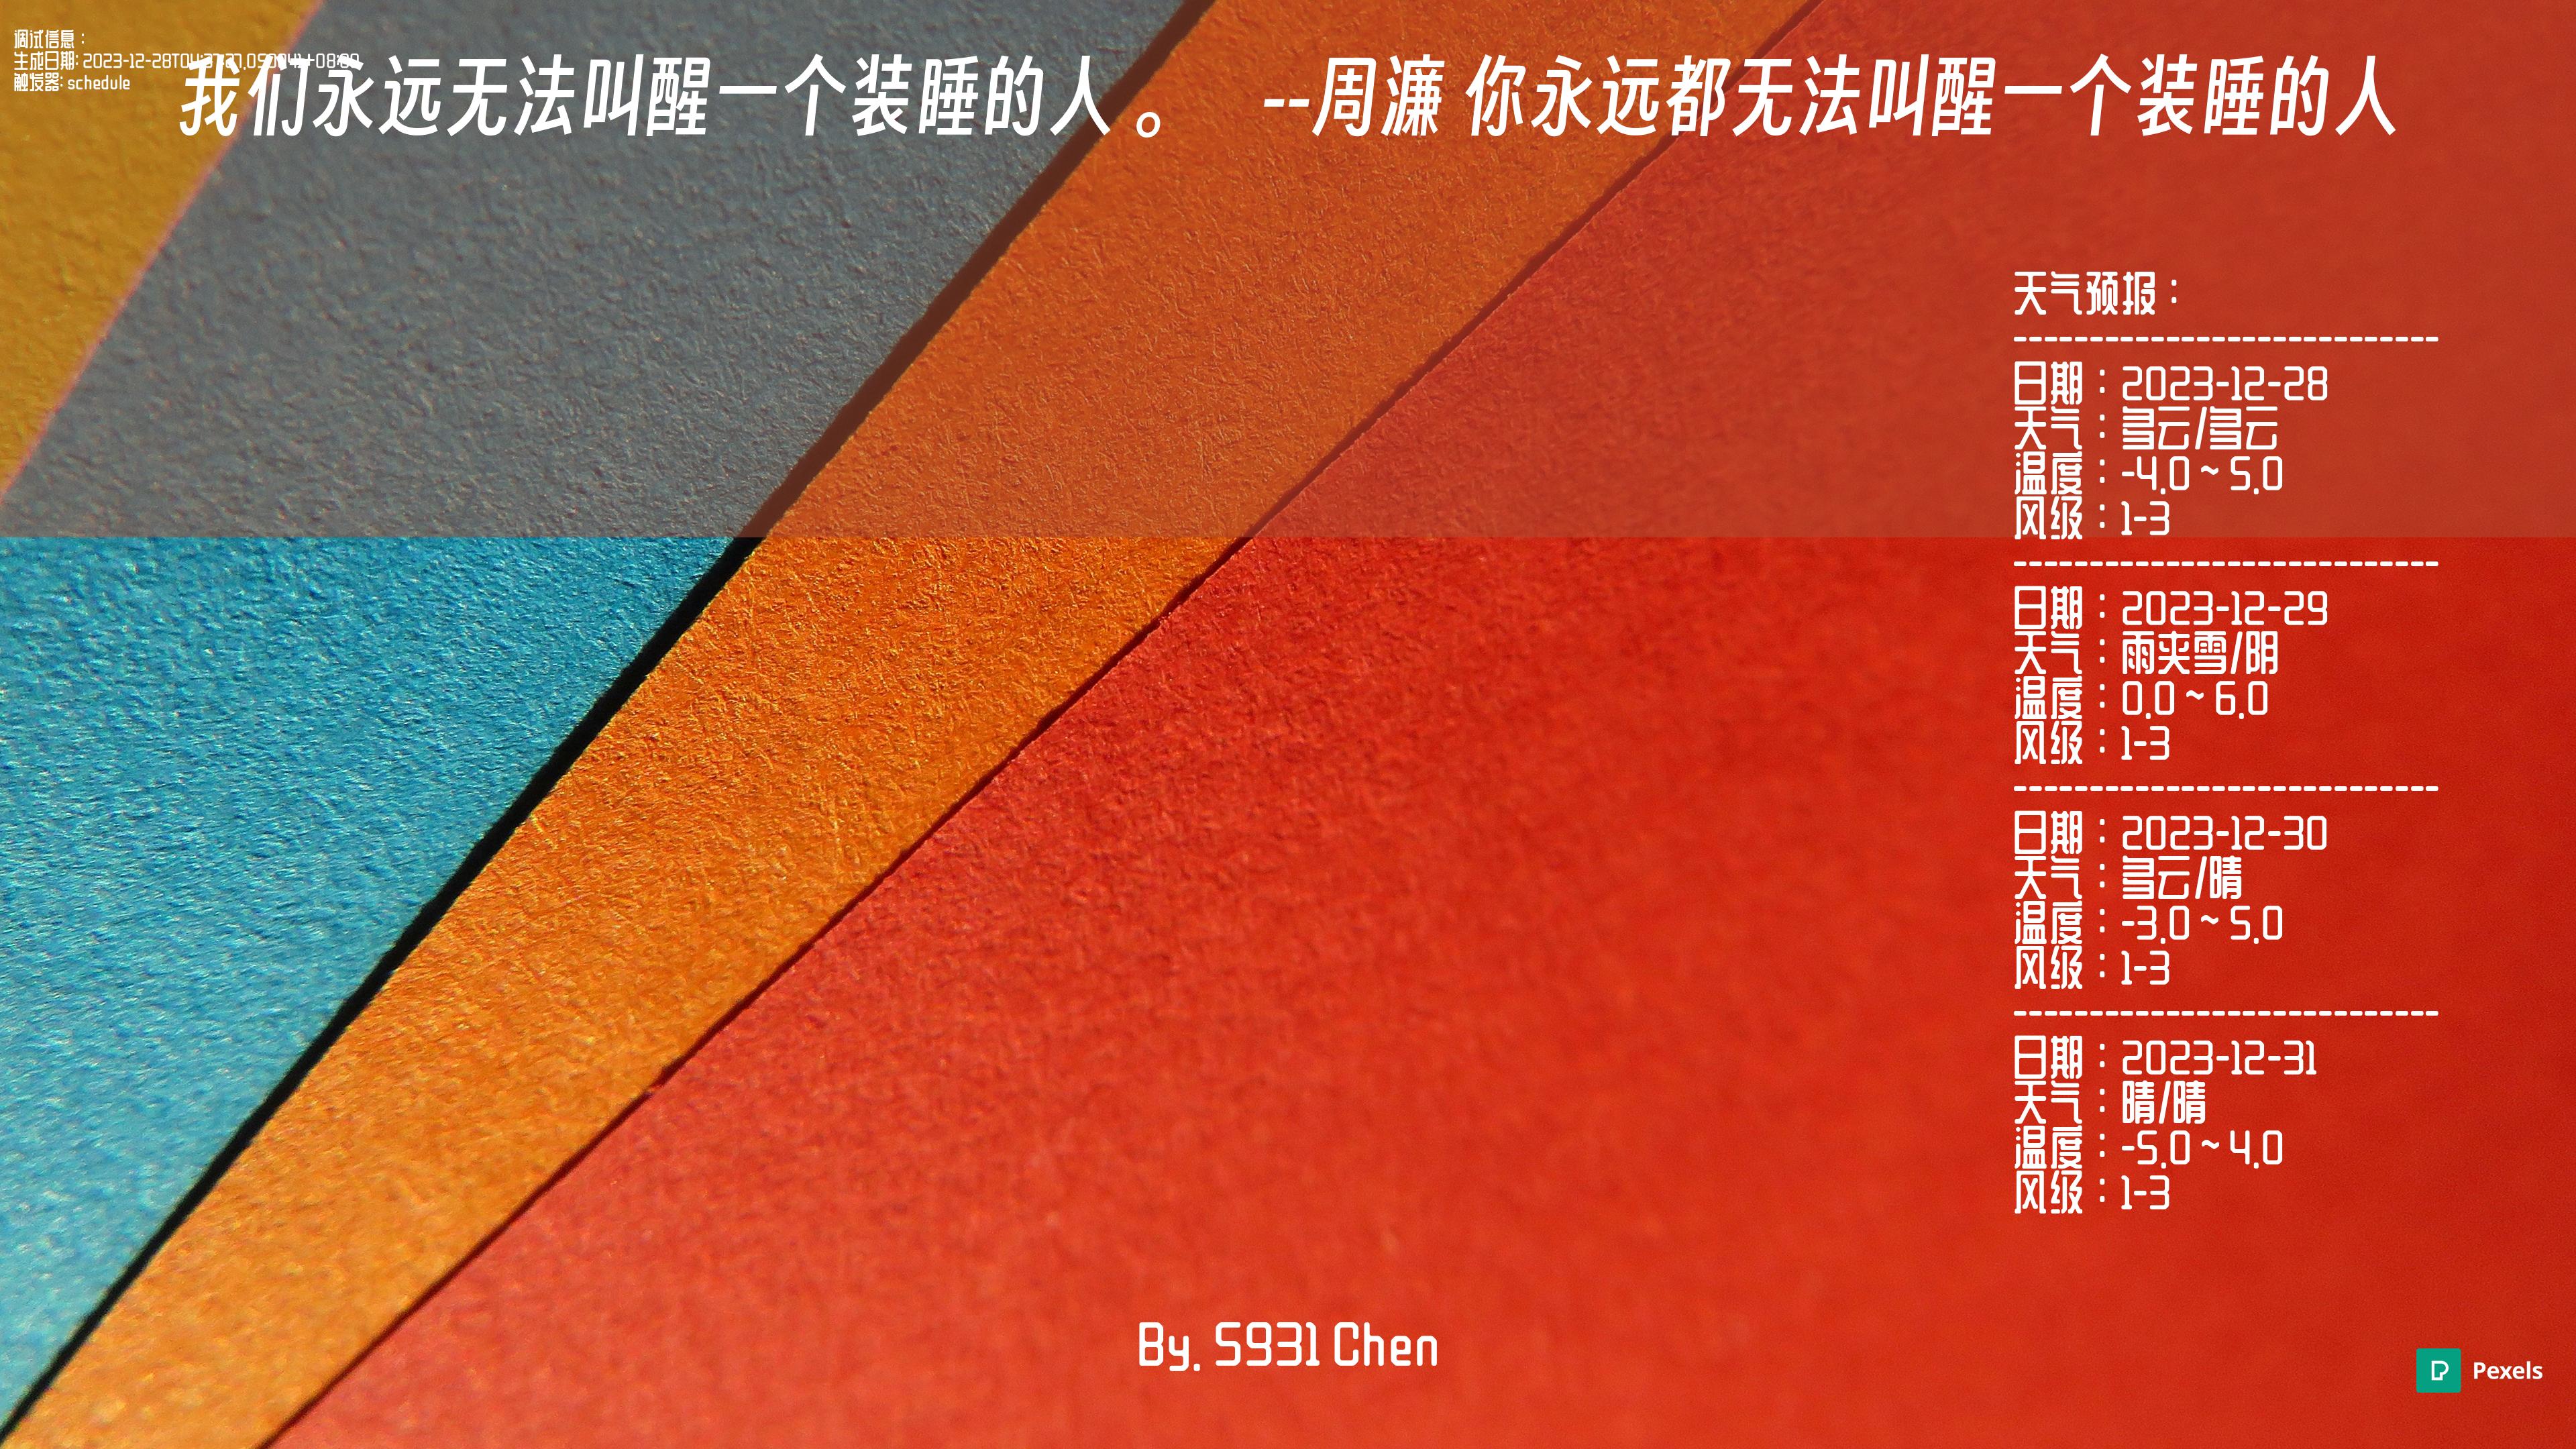 调试信息：
生成日期: 2023-12-28T04:
触发器: schedule
我们永远无法叫醒一个装睡的人 。 --周濂 你永远都无法叫醒一个装睡的人
天气预报：
----------------------------
日期：2023-12-28
天气：多云/多云
温度：-4.0 ~ 5.0
风级：1-3
----------------------------
日期：2023-12-29
天气：雨夹雪/阴
温度：0.0 ~ 6.0
风级：1-3
----------------------------
日期：2023-12-30
天气：多云/晴
温度：-3.0 ~ 5.0
风级：1-3
----------------------------
日期：2023-12-31
天气：晴/晴
温度：-5.0 ~ 4.0
风级：1-3
By. S931 Chen
Pexels